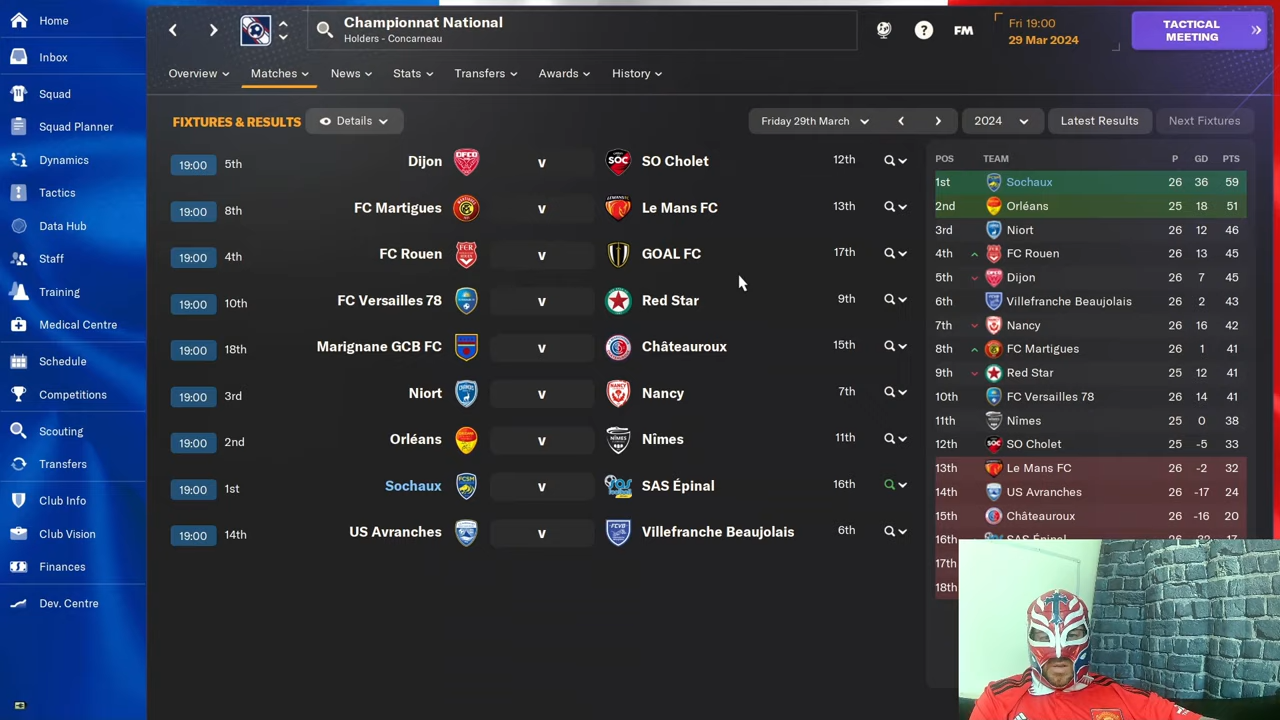 Home
Inbox
Squad
Squad Planner
Dynamics
Tactics
Data Hub
Staff
Training
Medical Centre
Schedule
Competitions
Scouting
Transfers
Club Info
Club Vision
Finances
Dev. Centre
Championnat National
Holders - Concarneau
?
FM
Fri 19:00
29 Mar 2024
TACTICAL
MEETING
Overview Matches News Stats Transfers Awards History
FIXTURES & RESULTS Details Friday 29th March 2024 Latest Results Next Fixtures
19:00 5th Dijon v SO Cholet 12th
19:00 8th FC Martigues v Le Mans FC 13th
19:00 4th FC Rouen v GOAL FC 17th
19:00 10th FC Versailles 78 v Red Star 9th
19:00 18th Marignane GCB FC v Châteauroux 15th
19:00 3rd Niort v Nancy 7th
19:00 2nd Orléans v Nîmes 11th
19:00 1st Sochaux v SAS Épinal 16th
19:00 14th US Avranches v Villefranche Beaujolais 6th
POS TEAM P GD PTS
1st Sochaux 26 36 59
2nd Orléans 25 18 51
3rd Niort 26 12 46
4th FC Rouen 26 13 45
5th Dijon 26 7 45
6th Villefranche Beaujolais 26 2 43
7th Nancy 26 16 42
8th FC Martigues 26 1 41
9th Red Star 25 12 41
10th FC Versailles 78 26 14 41
11th Nîmes 25 0 38
12th SO Cholet 25 -5 33
13th Le Mans FC 26 -2 32
14th US Avranches 26 -17 24
15th Châteauroux 26 -16 20
16th SAS Épinal
17th
18th